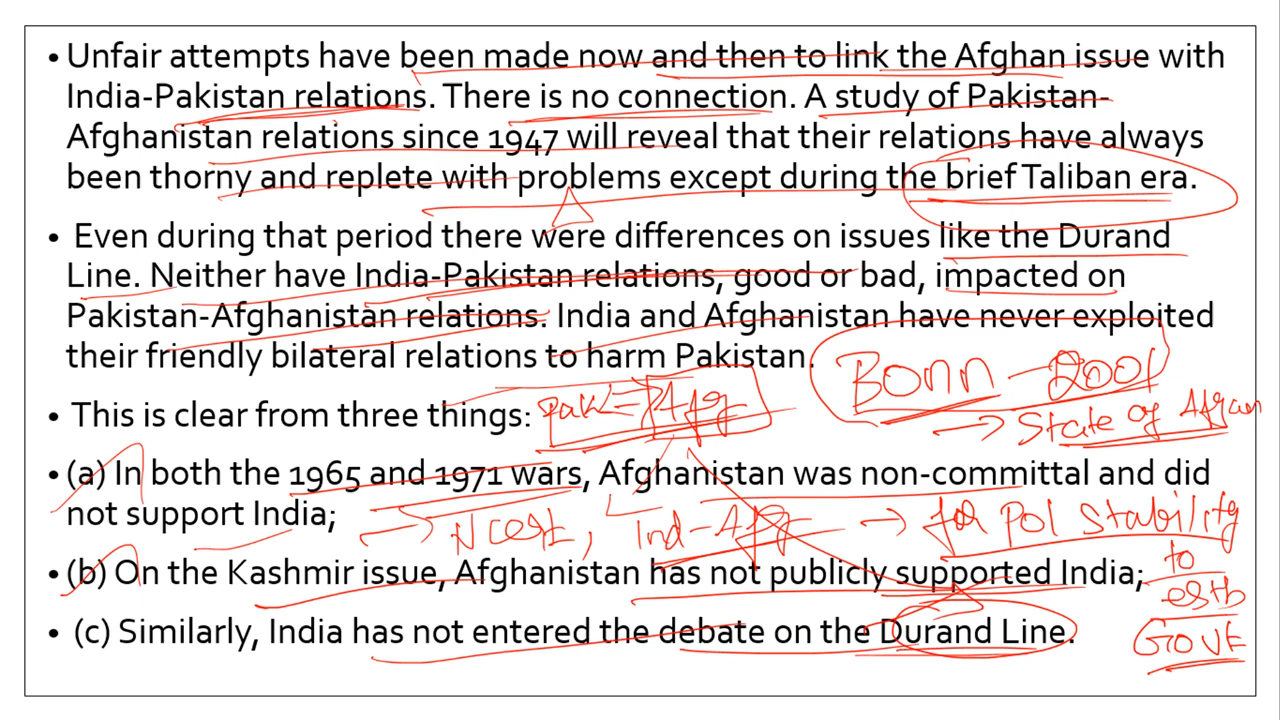 • Unfair attempts have been made now and then to link the Afghan issue with
India-Pakistan relations. There is no connection. A study of Pakistan-
Afghanistan relations since 1947 will reveal that their relations have always
been thorny and replete with problems except during the brief Taliban era.
• Even during that period there were differences on issues like the Durand
Line. Neither have India-Pakistan relations, good or bad, impacted on
Pakistan-Afghanistan relations. India and Afghanistan have never exploited
their friendly bilateral relations to harm Pakistan.
Bonn - 2001
• This is clear from three things:
Pak = Afg
→ State of Afgan
• (a) In both the 1965 and 1971 wars, Afghanistan was non-committal and did
not support India;
Ind-Afg → for Pol Stability
• (b) On the Kashmir issue, Afghanistan has not publicly supported India;
to
estb
Govt
• (c) Similarly, India has not entered the debate on the Durand Line.